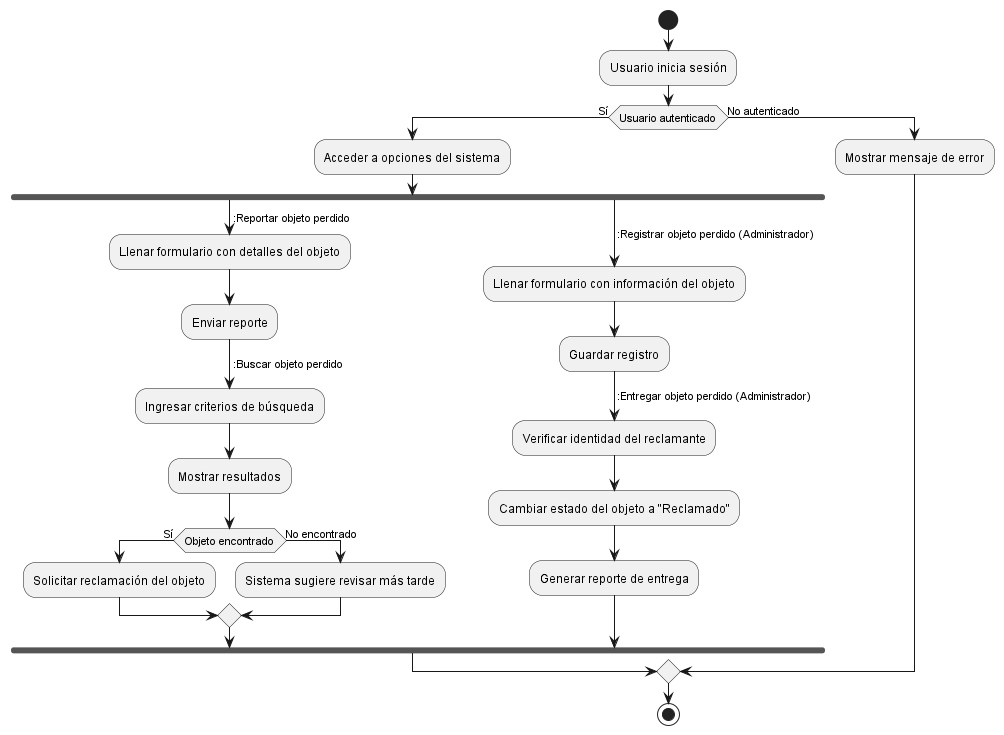 Usuario inicia sesión
Sí
Usuario autenticado
No autenticado
Acceder a opciones del sistema
Mostrar mensaje de error
:Reportar objeto perdido
Llenar formulario con detalles del objeto
Enviar reporte
:Buscar objeto perdido
Ingresar criterios de búsqueda
Mostrar resultados
Sí
Objeto encontrado
No encontrado
Solicitar reclamación del objeto
Sistema sugiere revisar más tarde
:Registrar objeto perdido (Administrador)
Llenar formulario con información del objeto
Guardar registro
:Entregar objeto perdido (Administrador)
Verificar identidad del reclamante
Cambiar estado del objeto a "Reclamado"
Generar reporte de entrega